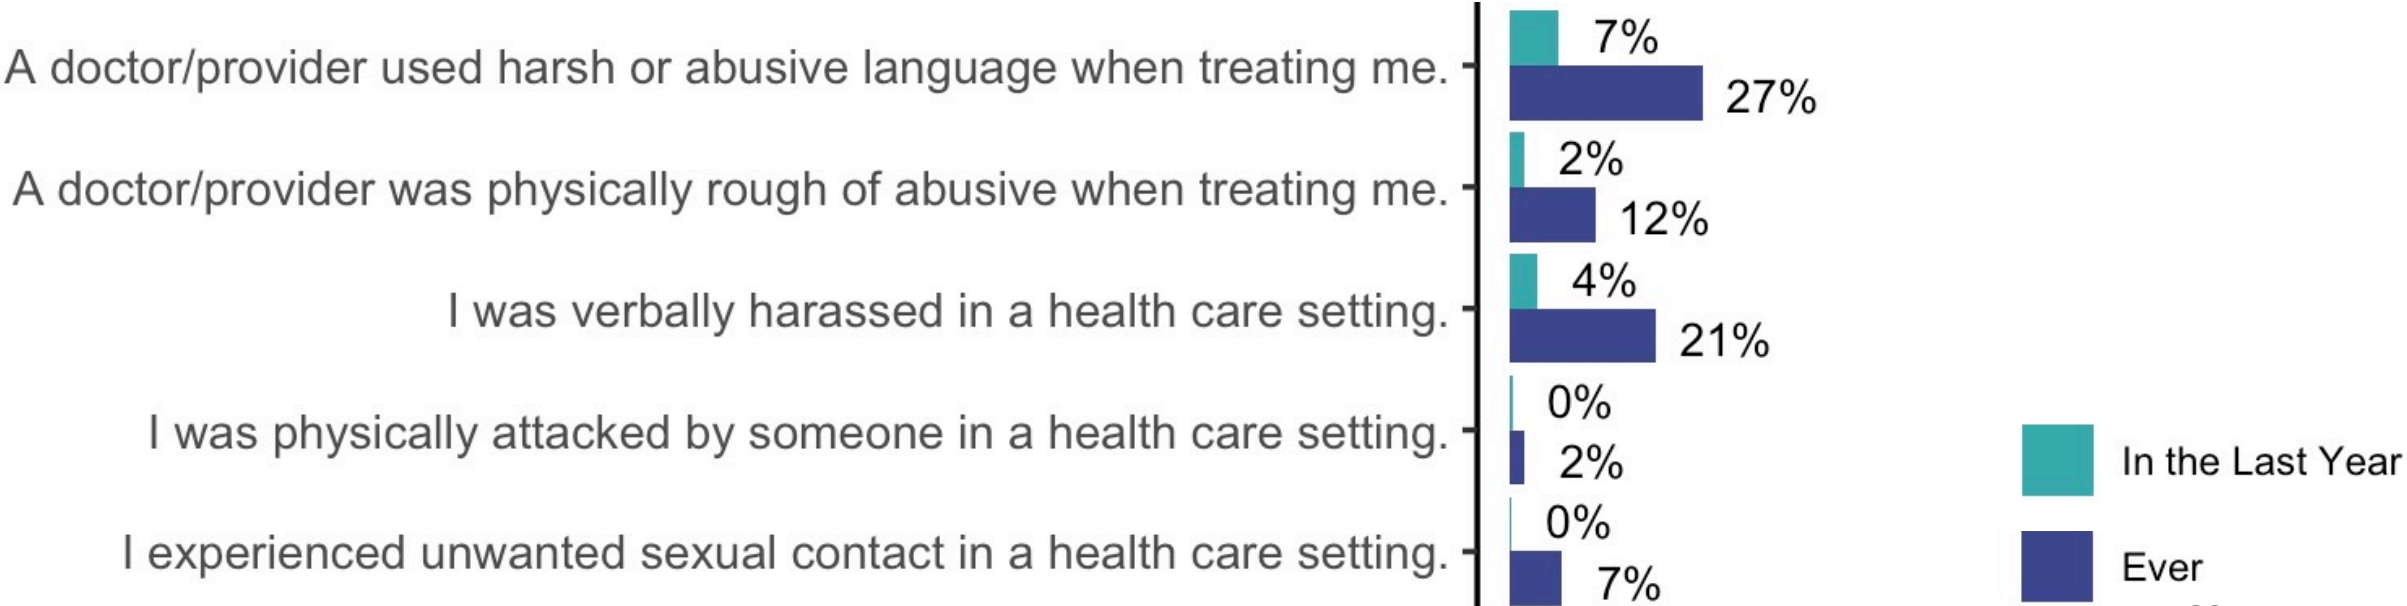 A doctor/provider used harsh or abusive language when treating me.
7%
27%
A doctor/provider was physically rough of abusive when treating me.
2%
12%
I was verbally harassed in a health care setting.
4%
21%
I was physically attacked by someone in a health care setting.
0%
2%
I experienced unwanted sexual contact in a health care setting.
0%
7%
In the Last Year
Ever